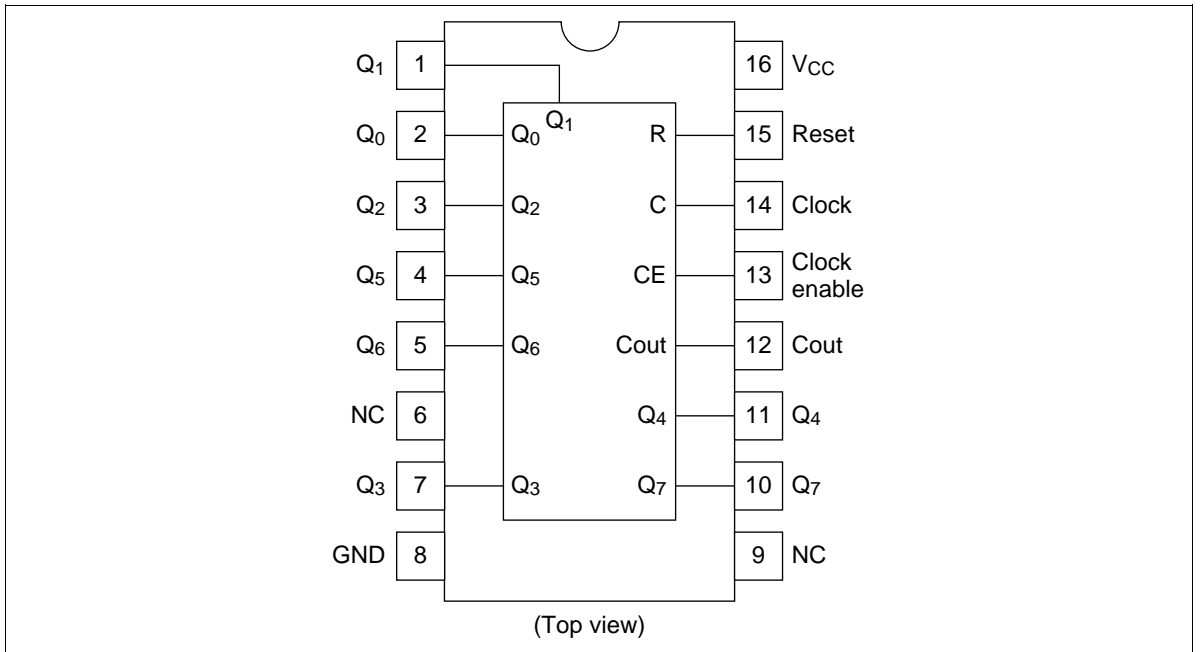 Q1 1 16 VCC
Q1
Q0 2 Q0 R 15 Reset
Q2 3 Q2 C 14 Clock
Q5 4 Q5 CE 13 Clock
enable
Q6 5 Q6 Cout 12 Cout
NC 6 Q4 11 Q4
Q3 7 Q3 Q7 10 Q7
GND 8 9 NC
(Top view)